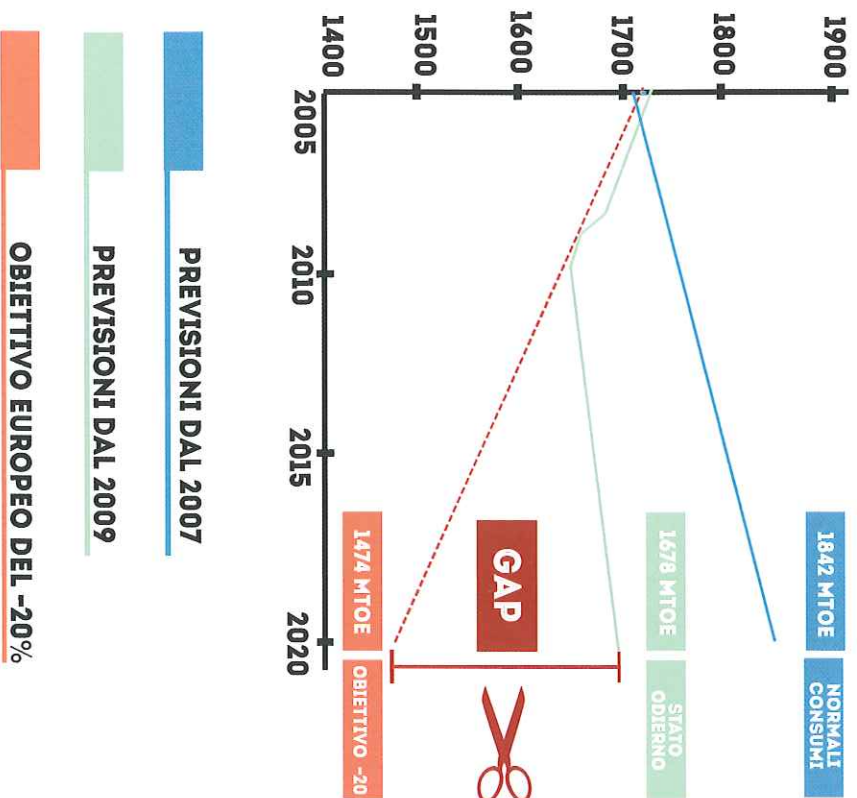 1900
1842 MTOE
NORMALI
CONSUMI
1800
1700
1678 MTOE
STATO
ODIERNO
1600
GAP
1500
1474 MTOE
OBIETTIVO -20
1400
2005
2010
2015
2020
PREVISIONI DAL 2007
PREVISIONI DAL 2009
OBIETTIVO EUROPEO DEL -20%